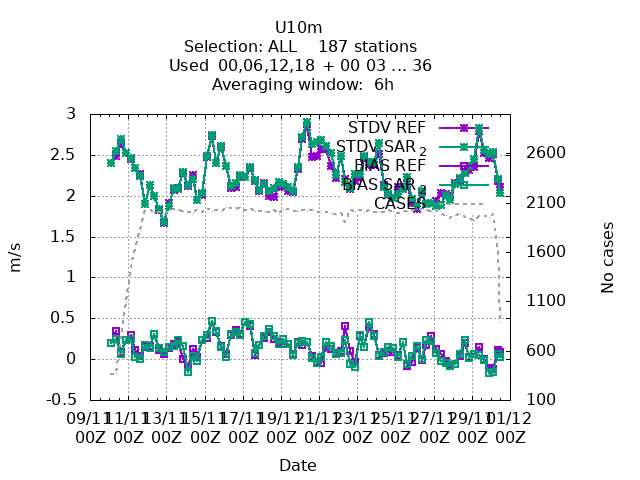 U10m
Selection: ALL    187 stations
Used  00,06,12,18 + 00 03 ... 36
Averaging window:  6h
3
2.5
2
1.5
1
0.5
0
-0.5
2600
2100
1600
1100
600
100
STDV REF
STDV SAR 2
BIAS REF
BIAS SAR 2
CASES
m/s
No cases
09/11 11/11 13/11 15/11 17/11 19/11 21/11 23/11 25/11 27/11 29/11 01/12
00Z 00Z 00Z 00Z 00Z 00Z 00Z 00Z 00Z 00Z 00Z 00Z
Date